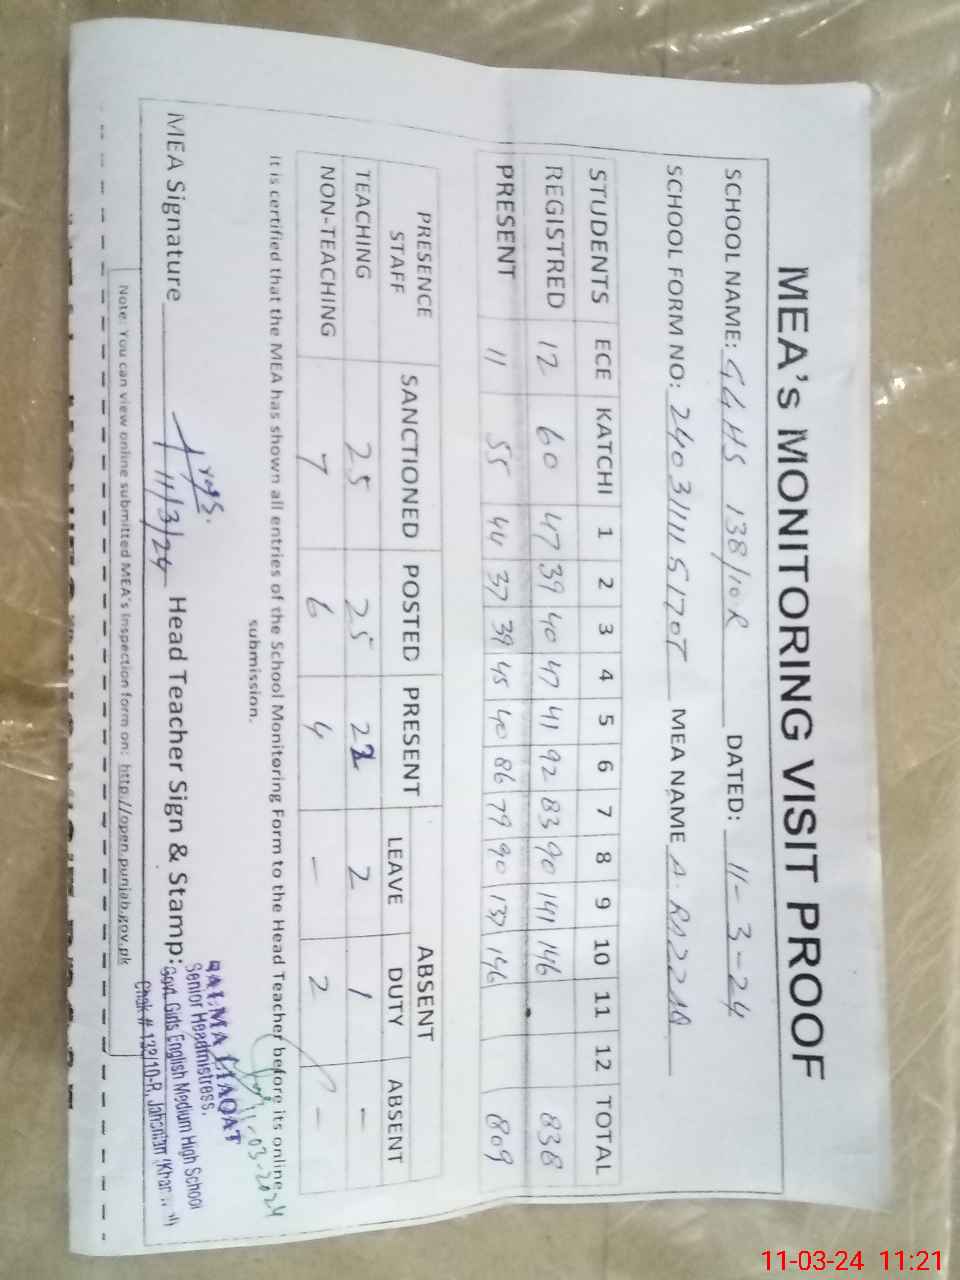 MEA's MONITORING VISIT PROOF
SCHOOL NAME: GGHS 138/10R DATED: 11-3-24
SCHOOL FORM NO: MEA NAME A. RAZZAQ
STUDENTS ECE KATCHI 1 2 3 4 5 6 7 8 9 10 11 12 TOTAL
REGISTRED 12 60 47 39 40 47 41 92 83 90 141 146 838
PRESENT 11 55 44 37 39 45 40 86 79 90 137 146 809
PRESENCE STAFF SANCTIONED POSTED PRESENT ABSENT
LEAVE DUTY ABSENT
TEACHING 25 25 22 2 1 -
NON-TEACHING 7 6 4 - 2 -
It is certified that the MEA has shown all entries of the School Monitoring Form to the Head Teacher before its online
submission.
11-03-2024
MEA Signature 11/3/24 Head Teacher Sign & Stamp:
SALMA LIAQAT
Senior Headmistress.
Govt. Girls English Medium High School
Chak # 138/10-R, Jahanian
Note: You can view online submitted MEA's inspection form on: http://open.punjab.gov.pk
11-03-24 11:21